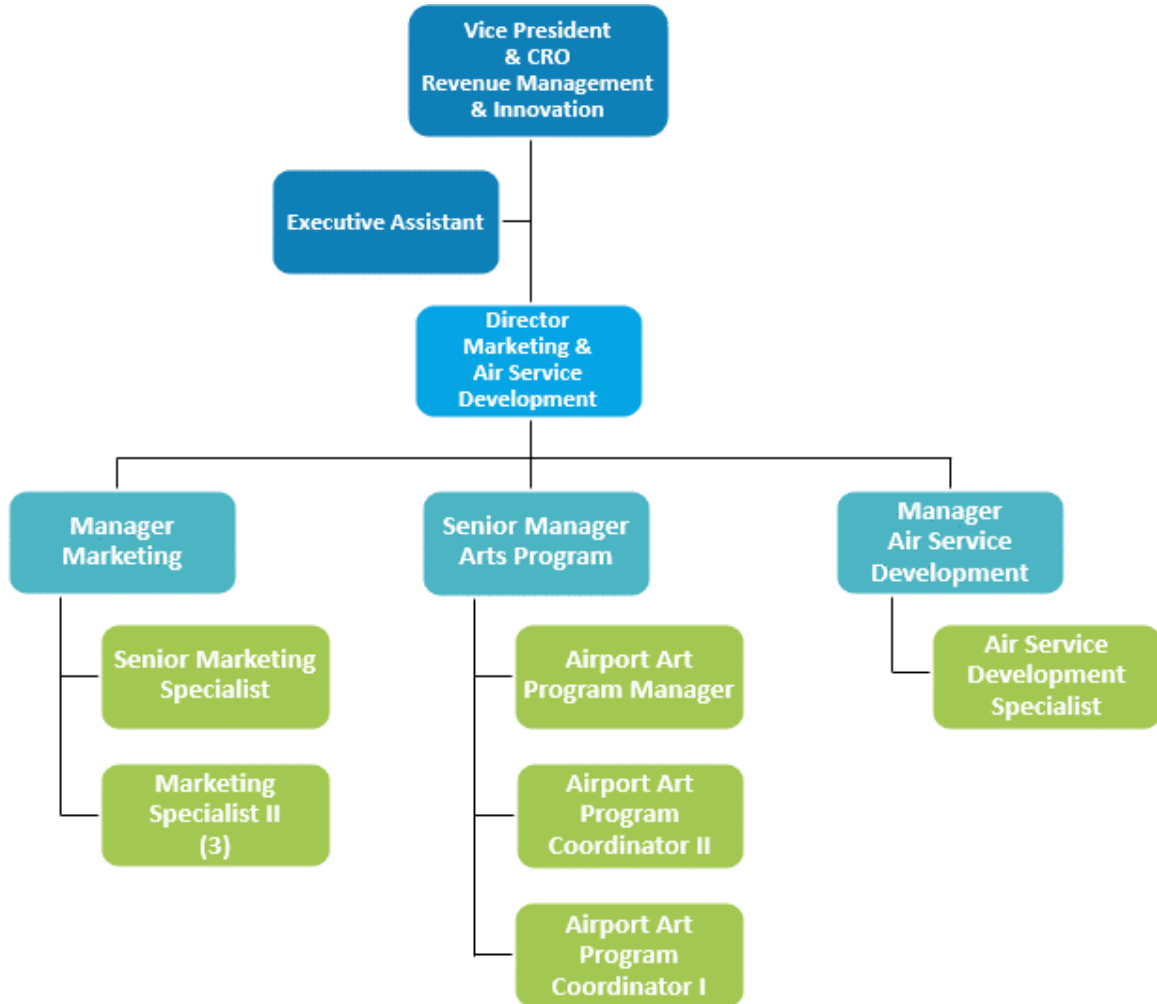 Vice President
& CRO
Revenue Management
& Innovation
Executive Assistant
Director
Marketing &
Air Service
Development
Manager
Marketing
Senior Manager
Arts Program
Manager
Air Service
Development
Senior Marketing
Specialist
Airport Art
Program Manager
Air Service
Development
Specialist
Marketing
Specialist II
(3)
Airport Art
Program
Coordinator II
Airport Art
Program
Coordinator I